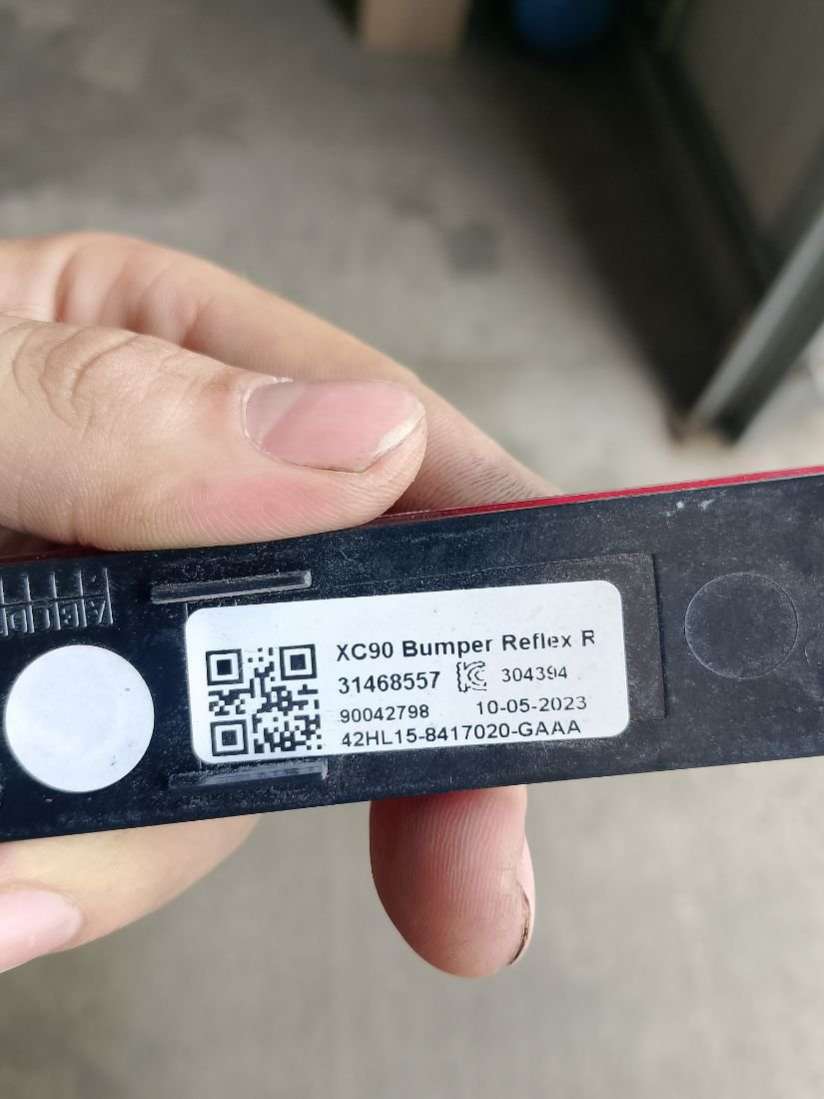 XC90 Bumper Reflex R
31468557 304394
90042798 10-05-2023
42HL15-8417020-GAAA